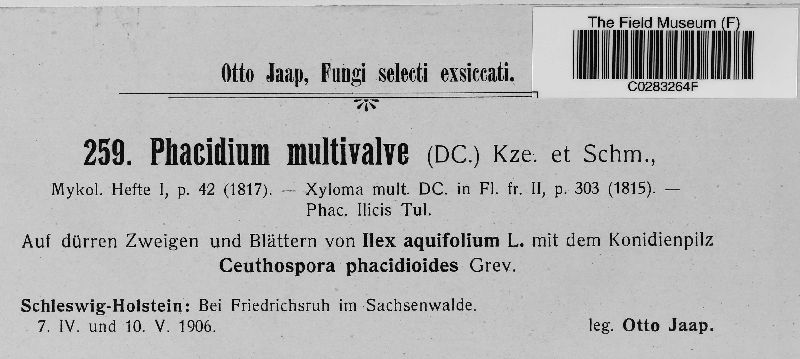 The Field Museum (F)
C0283264F
Otto Jaap, Fungi selecti exsiccati.
259. Phacidium multivalve (DC.) Kze. et Schm.,
Mykol. Hefte I, p. 42 (1817). — Xyloma mult. DC. in Fl. fr. II, p. 303 (1815). —
Phac. Ilicis Tul.
Auf dürren Zweigen und Blättern von Ilex aquifolium L. mit dem Konidienpilz
Ceuthospora phacidioides Grev.
Schleswig-Holstein: Bei Friedrichsruh im Sachsenwalde.
7. IV. und 10. V. 1906. leg. Otto Jaap.